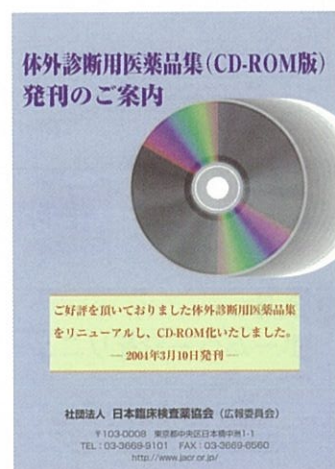 体外診断用医薬品集(CD-ROM版)
発刊のご案内
ご好評を頂いておりました体外診断用医薬品集
をリニューアルし、CD-ROM化いたしました。
— 2004年3月10日発刊 —
社団法人 日本臨床検査薬協会(広報委員会)
〒103-0008 東京都中央区日本橋中洲1-1
TEL:03-3669-9101 FAX:03-3669-6560
http://www.jacr.or.jp/